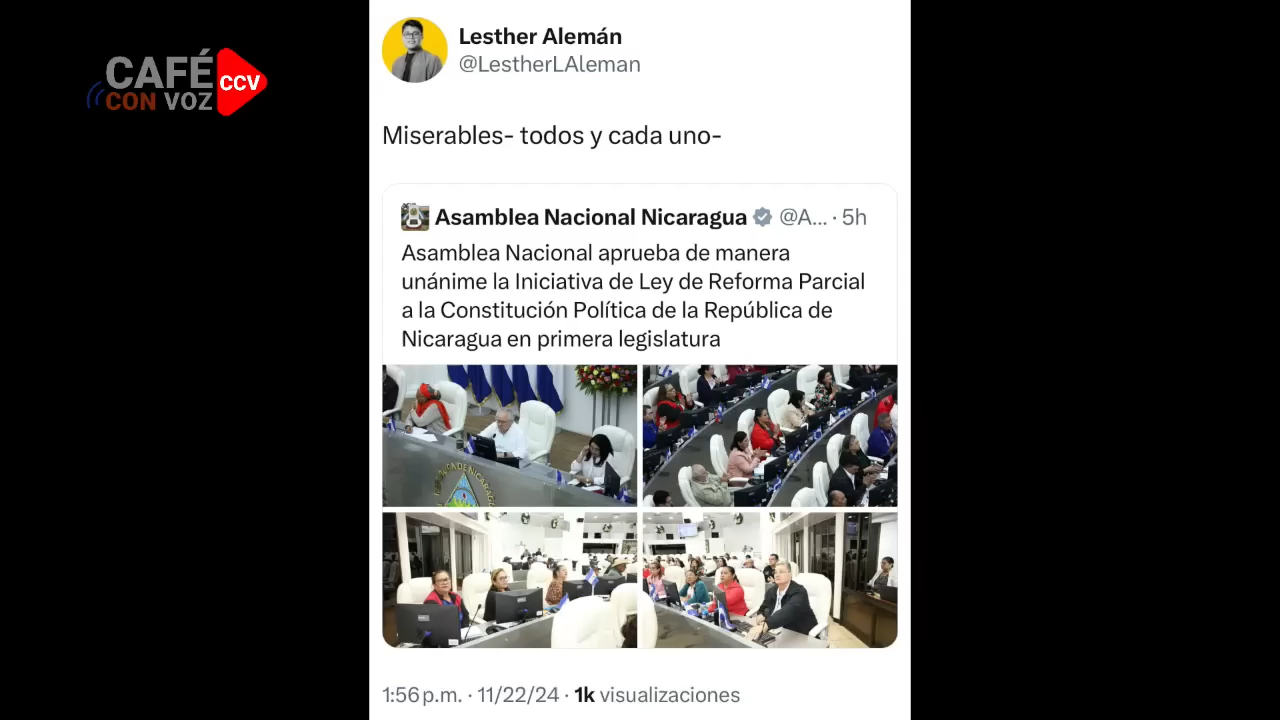 CAFÉ
CON VOZ
CCV
Lesther Alemán
@LestherLAleman
Miserables- todos y cada uno-
Asamblea Nacional Nicaragua @A... · 5h
Asamblea Nacional aprueba de manera
unánime la Iniciativa de Ley de Reforma Parcial
a la Constitución Política de la República de
Nicaragua en primera legislatura
DE NICARAGUA
1:56 p.m. · 11/22/24 · 1k visualizaciones